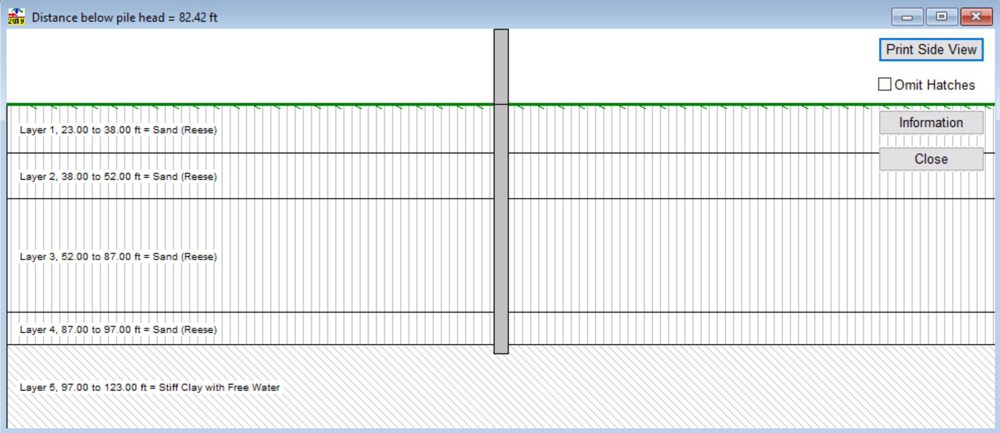 2019
Distance below pile head = 82.42 ft
Print Side View
Omit Hatches
Information
Close
Layer 1, 23.00 to 38.00 ft = Sand (Reese)
Layer 2, 38.00 to 52.00 ft = Sand (Reese)
Layer 3, 52.00 to 87.00 ft = Sand (Reese)
Layer 4, 87.00 to 97.00 ft = Sand (Reese)
Layer 5, 97.00 to 123.00 ft = Stiff Clay with Free Water